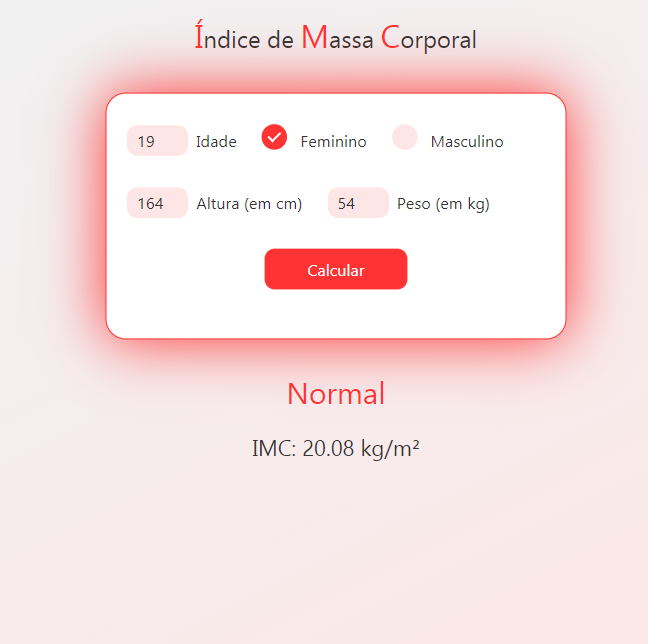 Índice de Massa Corporal
19 Idade Feminino Masculino
164 Altura (em cm) 54 Peso (em kg)
Calcular
Normal
IMC: 20.08 kg/m²